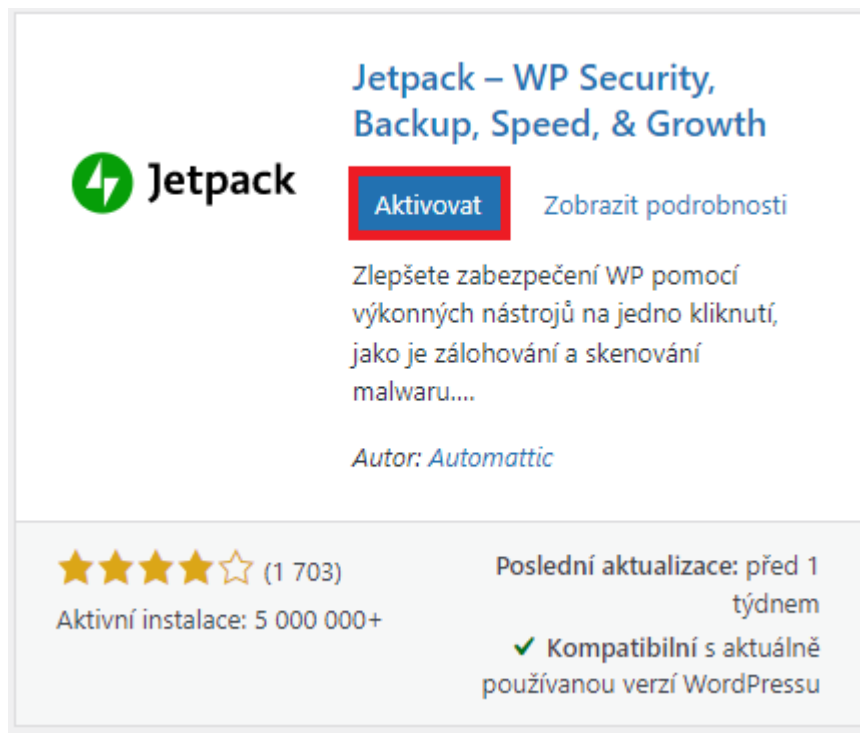 Jetpack – WP Security,
Backup, Speed, & Growth
Jetpack
Aktivovat
Zobrazit podrobnosti
Zlepšete zabezpečení WP pomocí
výkonných nástrojů na jedno kliknutí,
jako je zálohování a skenování
malwaru....
Autor: Automattic
(1 703)
Aktivní instalace: 5 000 000+
Poslední aktualizace: před 1
týdnem
Kompatibilní s aktuálně
používanou verzí WordPressu